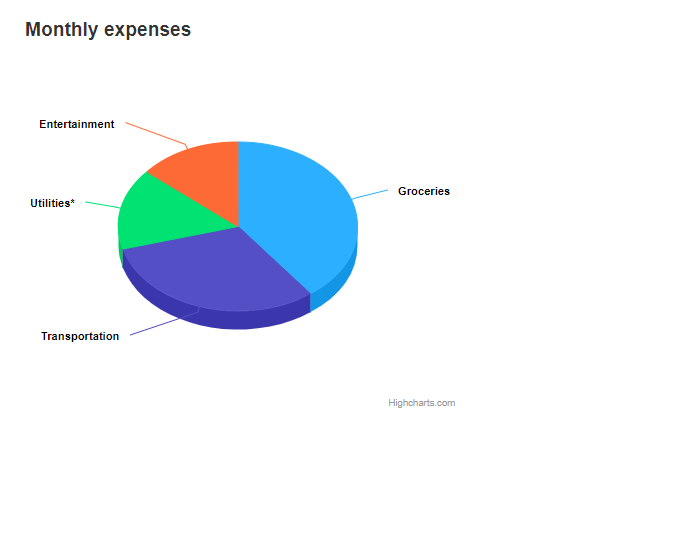 Monthly expenses
Entertainment
Groceries
Utilities*
Transportation
Highcharts.com